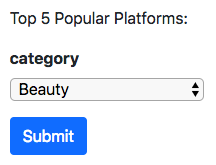 Top 5 Popular Platforms:
category
Beauty
Submit